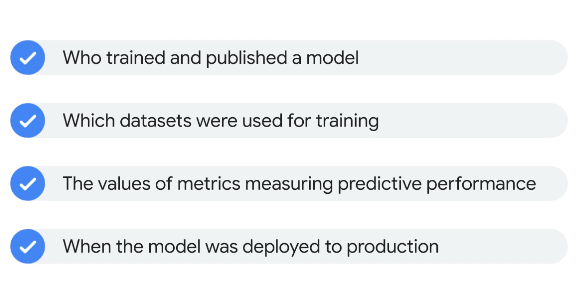 Who trained and published a model
Which datasets were used for training
The values of metrics measuring predictive performance
When the model was deployed to production